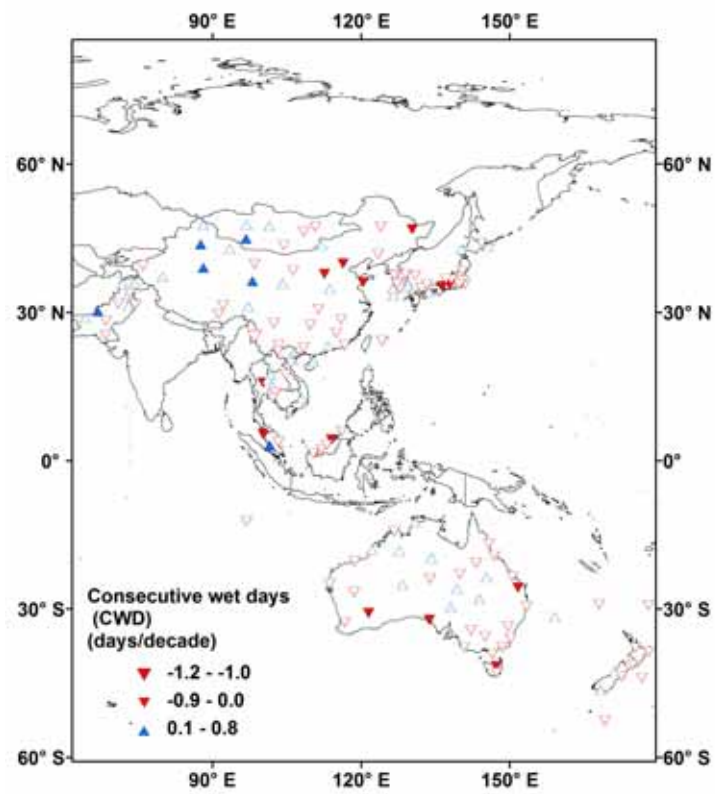 90° E 120° E 150° E
60° N 60° N
30° N 30° N
0° 0°
30° S 30° S
60° S 60° S
Consecutive wet days
(CWD)
(days/decade)
-1.2 - -1.0
-0.9 - 0.0
0.1 - 0.8
90° E 120° E 150° E